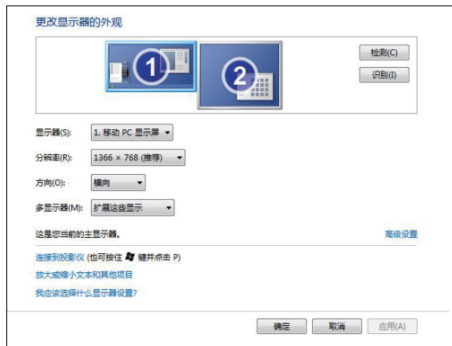 更改显示器的外观
1
2
检测(C)
识别(I)
显示器(S): 1. 移动 PC 显示屏
分辨率(R): 1366 × 768 (推荐)
方向(O): 横向
多显示器(M): 扩展这些显示
这是您当前的主显示器。 高级设置
连接到投影仪 (也可按住 键并点击 P)
放大或缩小文本和其他项目
我应该选择什么显示器设置?
确定 取消 应用(A)